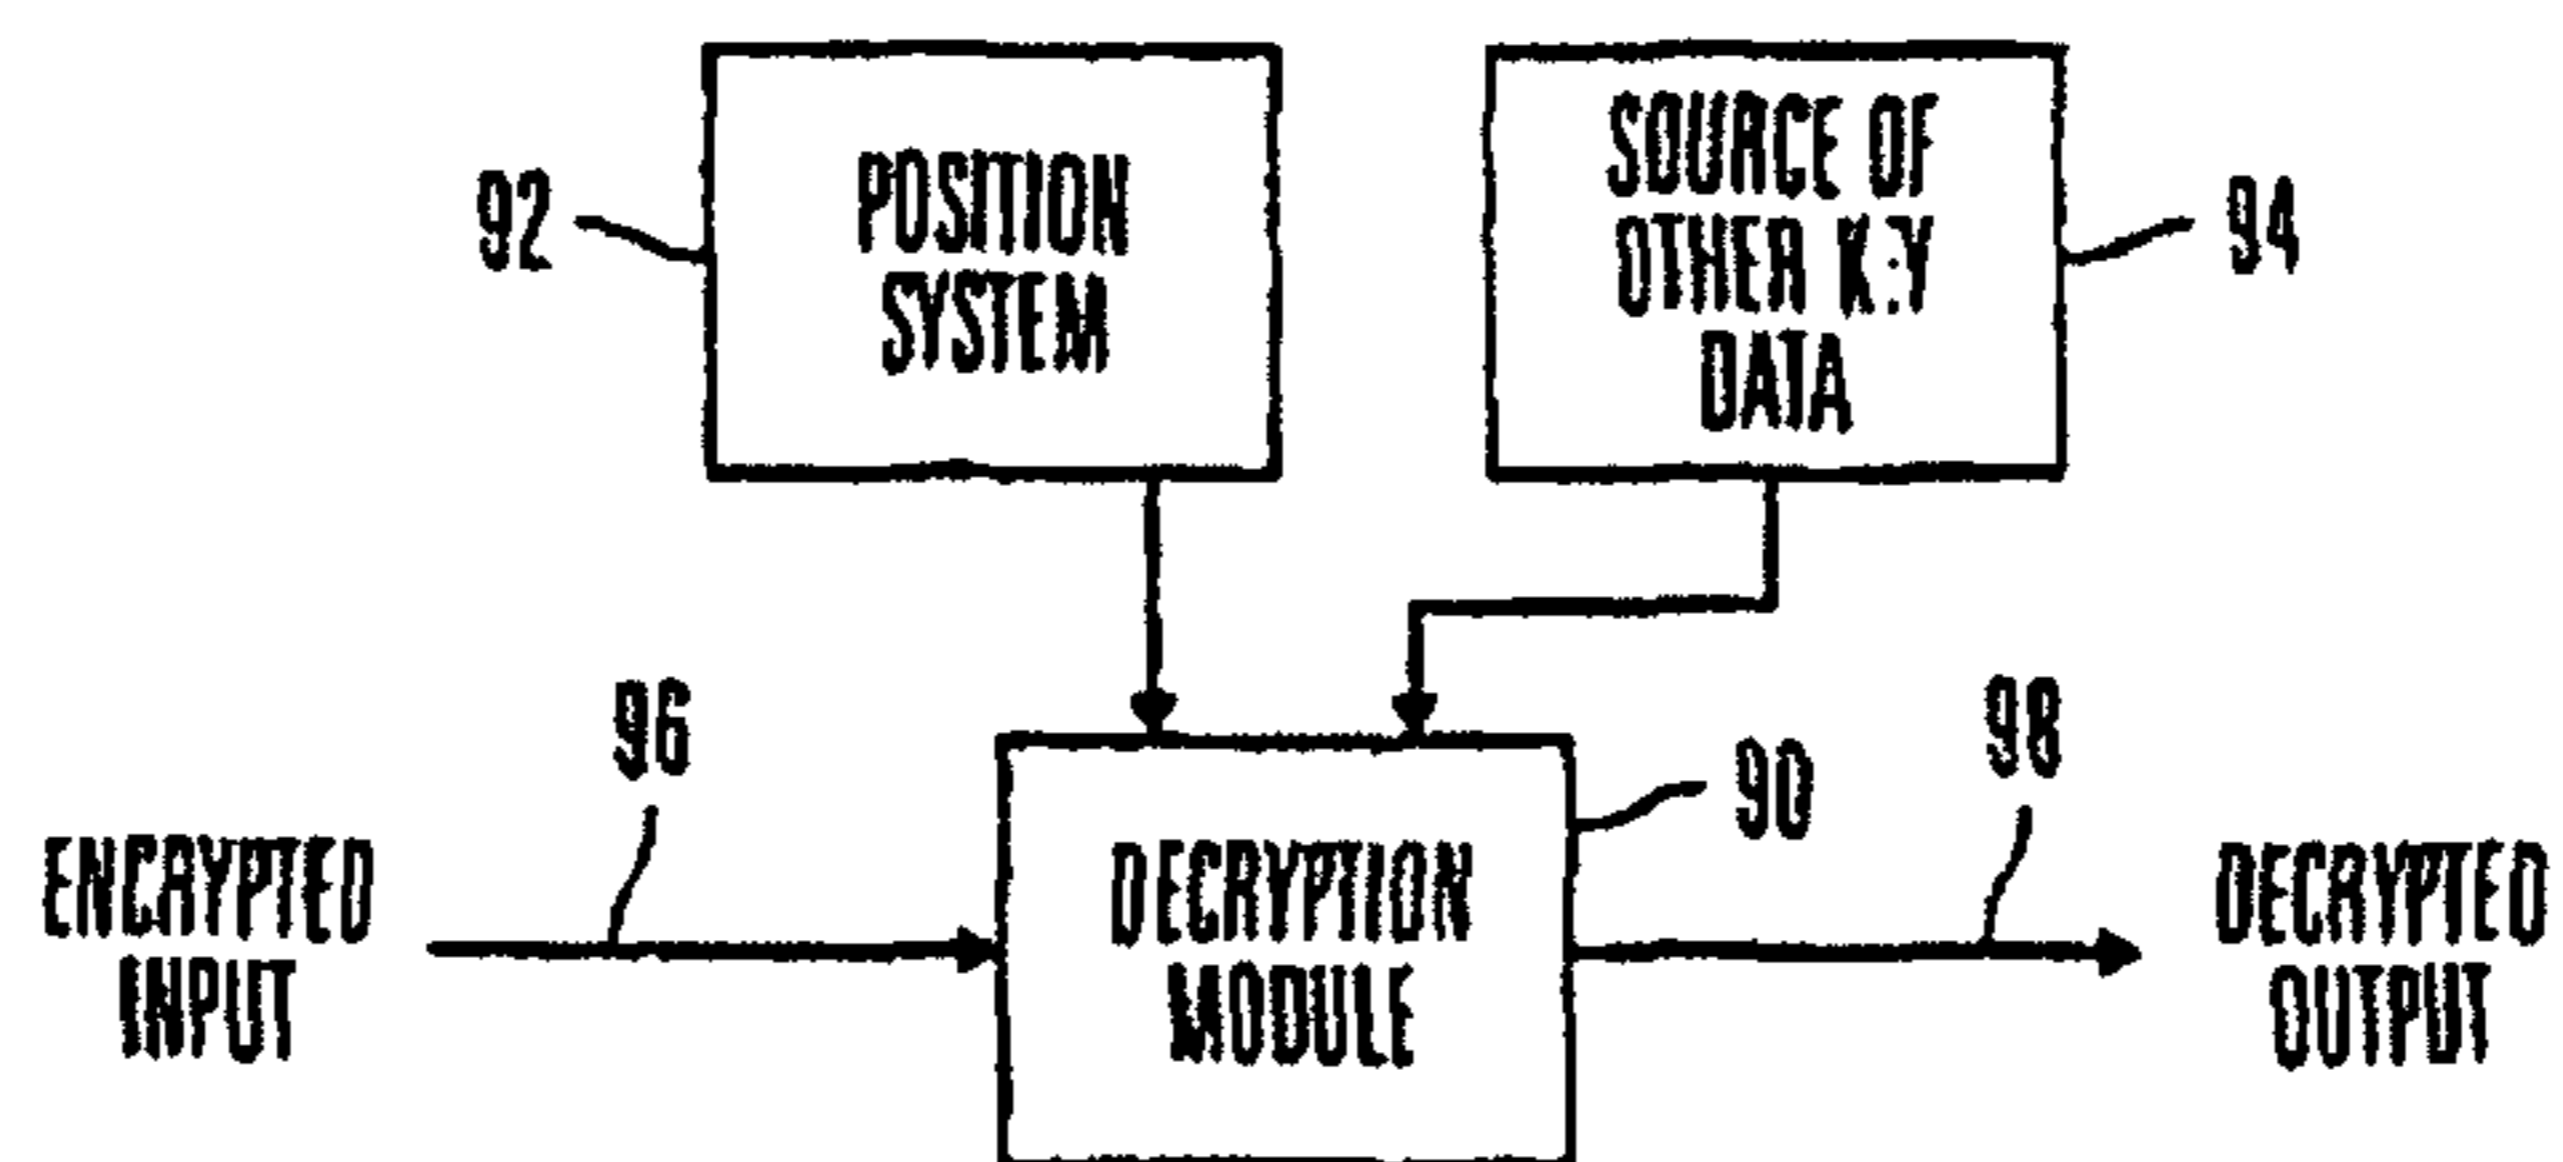 POSITION
SYSTEM
92
SOURCE OF
OTHER K:Y
DATA
94
96
ENCRYPTED
INPUT
DECRYPTION
MODULE
90
98
DECRYPTED
OUTPUT